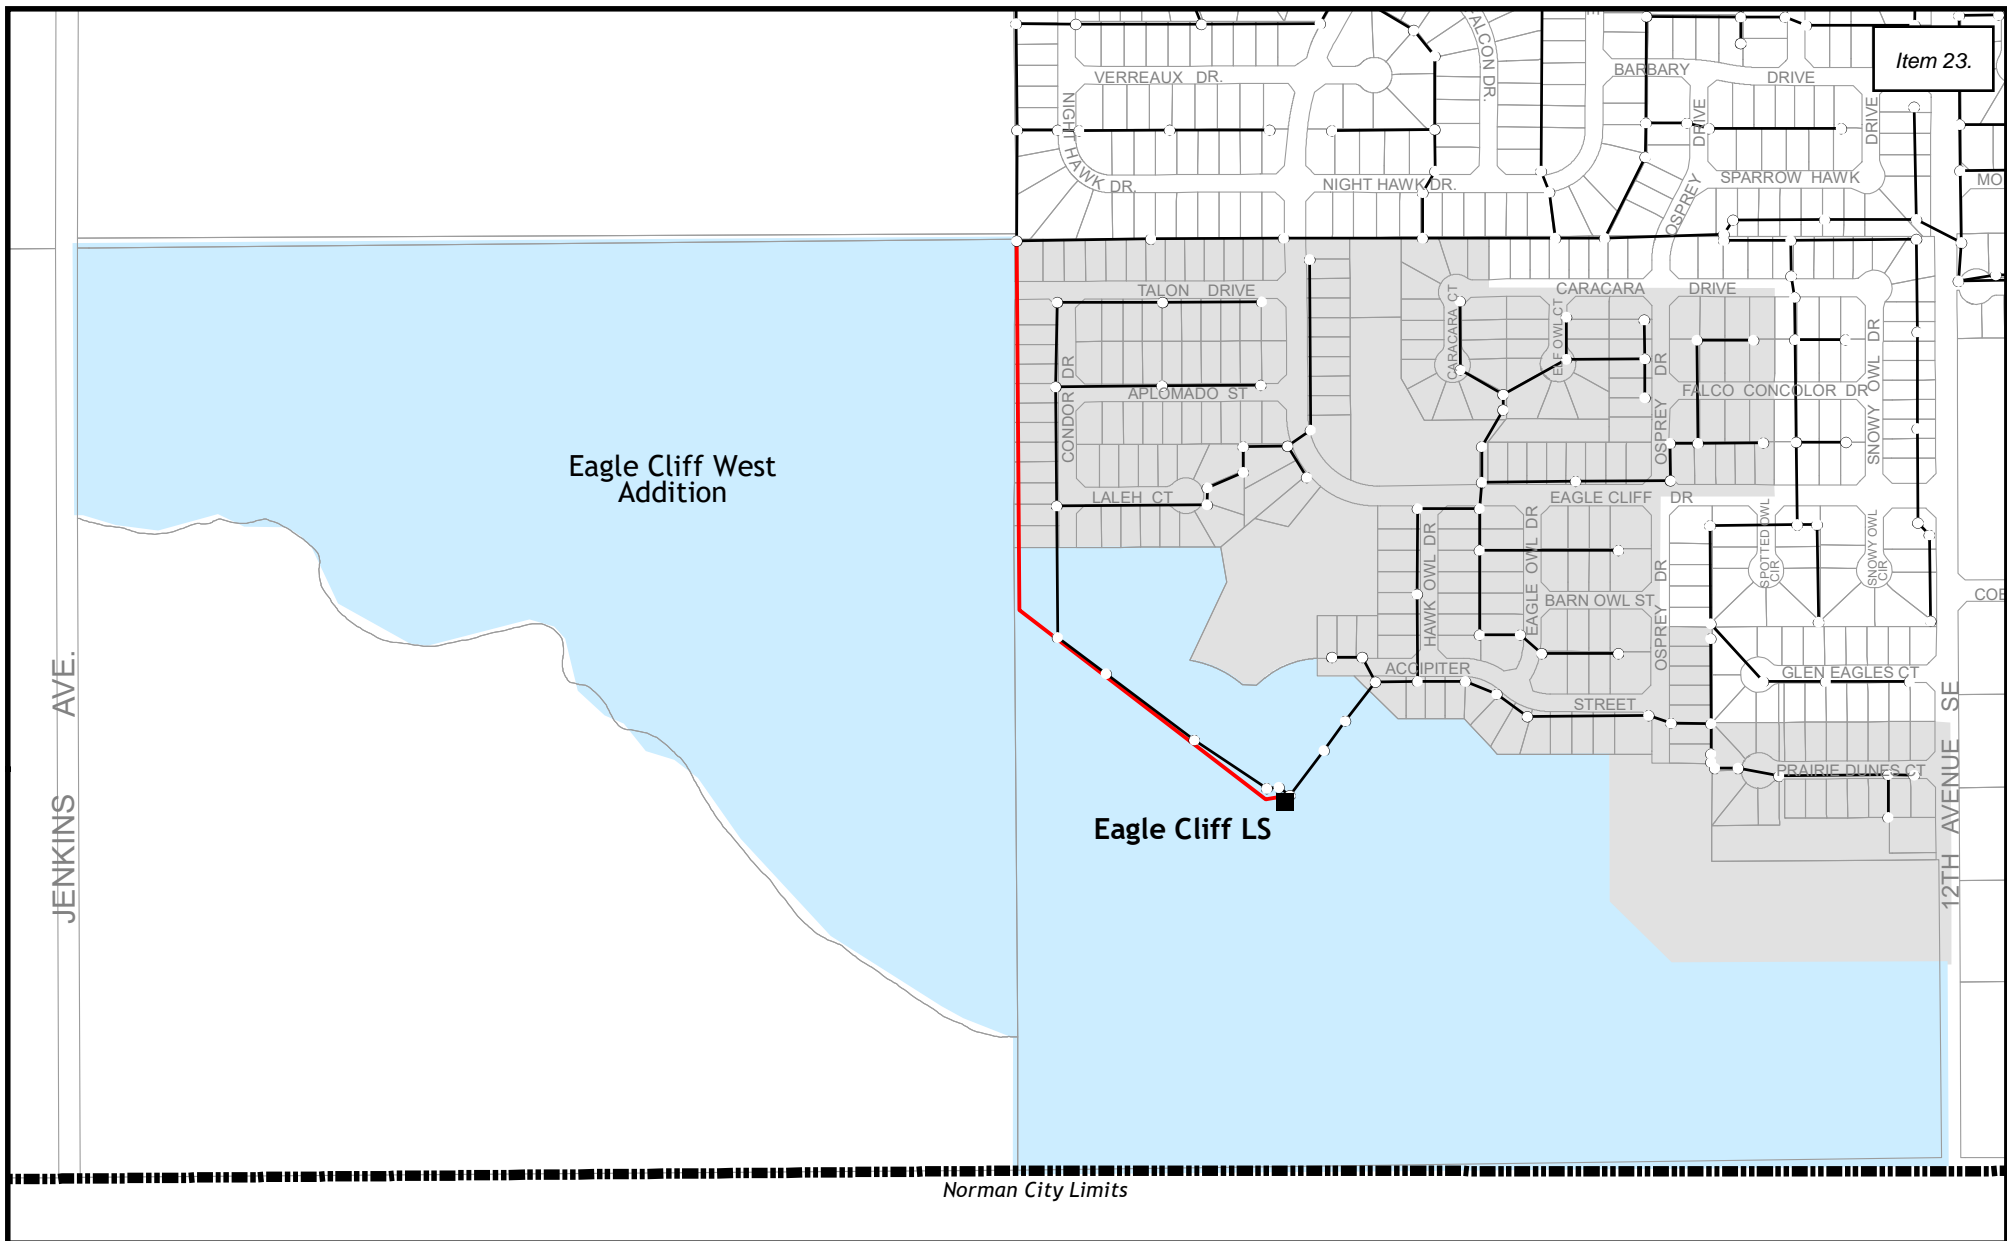 Item 23.
VERREAUX DR.
FALCON DR.
BARBARY DRIVE
DRIVE
DRIVE
NIGHT HAWK DR.
NIGHT HAWK DR.
OSPREY
SPARROW HAWK
MO
TALON DRIVE
CARACARA DRIVE
CARACARA CT
ELF OWL CT
CONDOR DR
APLOMADO ST
OSPREY DR
FALCO CONCOLOR DR
SNOWY OWL DR
Eagle Cliff West
Addition
LALEH CT
EAGLE CLIFF DR
HAWK OWL DR
EAGLE OWL DR
SPOTTED OWL
CIR
SNOWY OWL
CIR
BARN OWL ST
OSPREY DR
COE
ACCIPITER
STREET
GLEN EAGLES CT
PRAIRIE DUNES CT
JENKINS AVE.
12TH AVENUE SE
Eagle Cliff LS
Norman City Limits